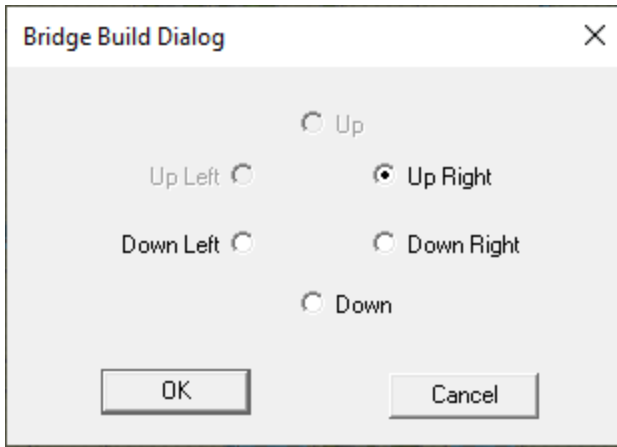 Bridge Build Dialog
Up
Up Left
Up Right
Down Left
Down Right
Down
OK
Cancel